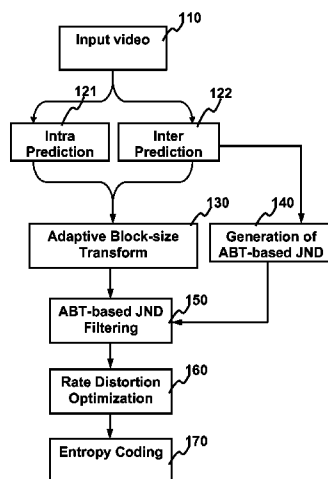 110
Input video
121
122
Intra
Prediction
Inter
Prediction
130
140
Adaptive Block-size
Transform
Generation of
ABT-based JND
150
ABT-based JND
Filtering
160
Rate Distortion
Optimization
Entropy Coding
170